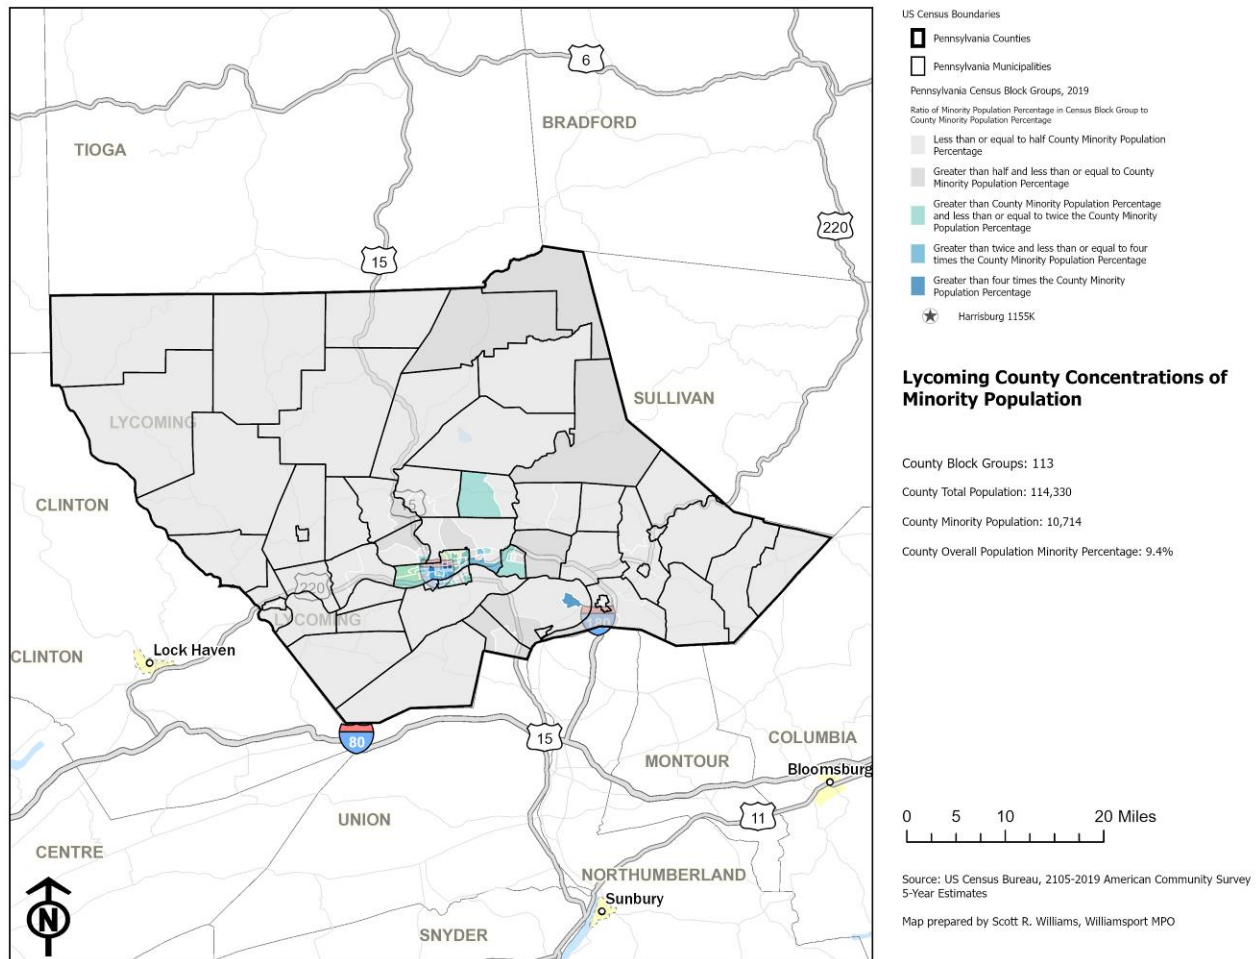 6
BRADFORD
TIOGA
220
15
SULLIVAN
LYCOMING
CLINTON
220
LYCOMING
CLINTON
Lock Haven
80
15
COLUMBIA
MONTOUR
Bloomsburg
11
UNION
CENTRE
NORTHUMBERLAND
Sunbury
N
SNYDER
US Census Boundaries
Pennsylvania Counties
Pennsylvania Municipalities
Pennsylvania Census Block Groups, 2019
Ratio of Minority Population Percentage in Census Block Group to
County Minority Population Percentage
Less than or equal to half County Minority Population
Percentage
Greater than half and less than or equal to County
Minority Population Percentage
Greater than County Minority Population Percentage
and less than or equal to twice the County Minority
Population Percentage
Greater than twice and less than or equal to four
times the County Minority Population Percentage
Greater than four times the County Minority
Population Percentage
Harrisburg 1155K
Lycoming County Concentrations of
Minority Population
County Block Groups: 113
County Total Population: 114,330
County Minority Population: 10,714
County Overall Population Minority Percentage: 9.4%
0 5 10 20 Miles
Source: US Census Bureau, 2105-2019 American Community Survey
5-Year Estimates
Map prepared by Scott R. Williams, Williamsport MPO